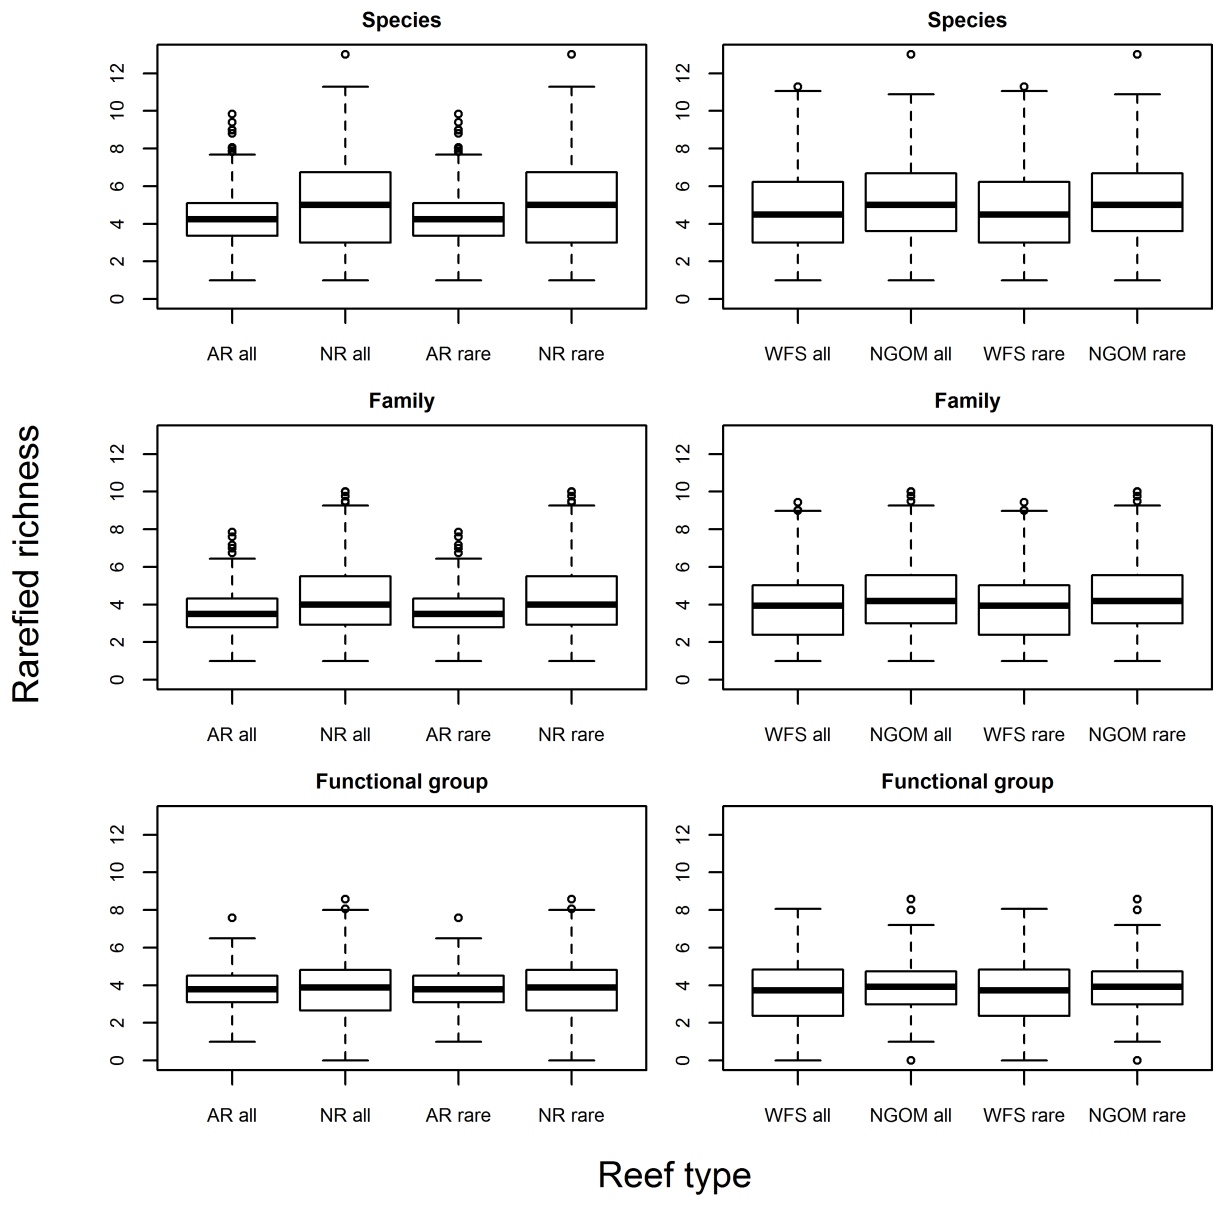 Species
Species
0 2 4 6 8 10 12
0 2 4 6 8 10 12
AR all NR all AR rare NR rare
WFS all NGOM all WFS rare NGOM rare
Family
Family
0 2 4 6 8 10 12
0 2 4 6 8 10 12
AR all NR all AR rare NR rare
WFS all NGOM all WFS rare NGOM rare
Rarefied richness
Functional group
Functional group
0 2 4 6 8 10 12
0 2 4 6 8 10 12
AR all NR all AR rare NR rare
WFS all NGOM all WFS rare NGOM rare
Reef type